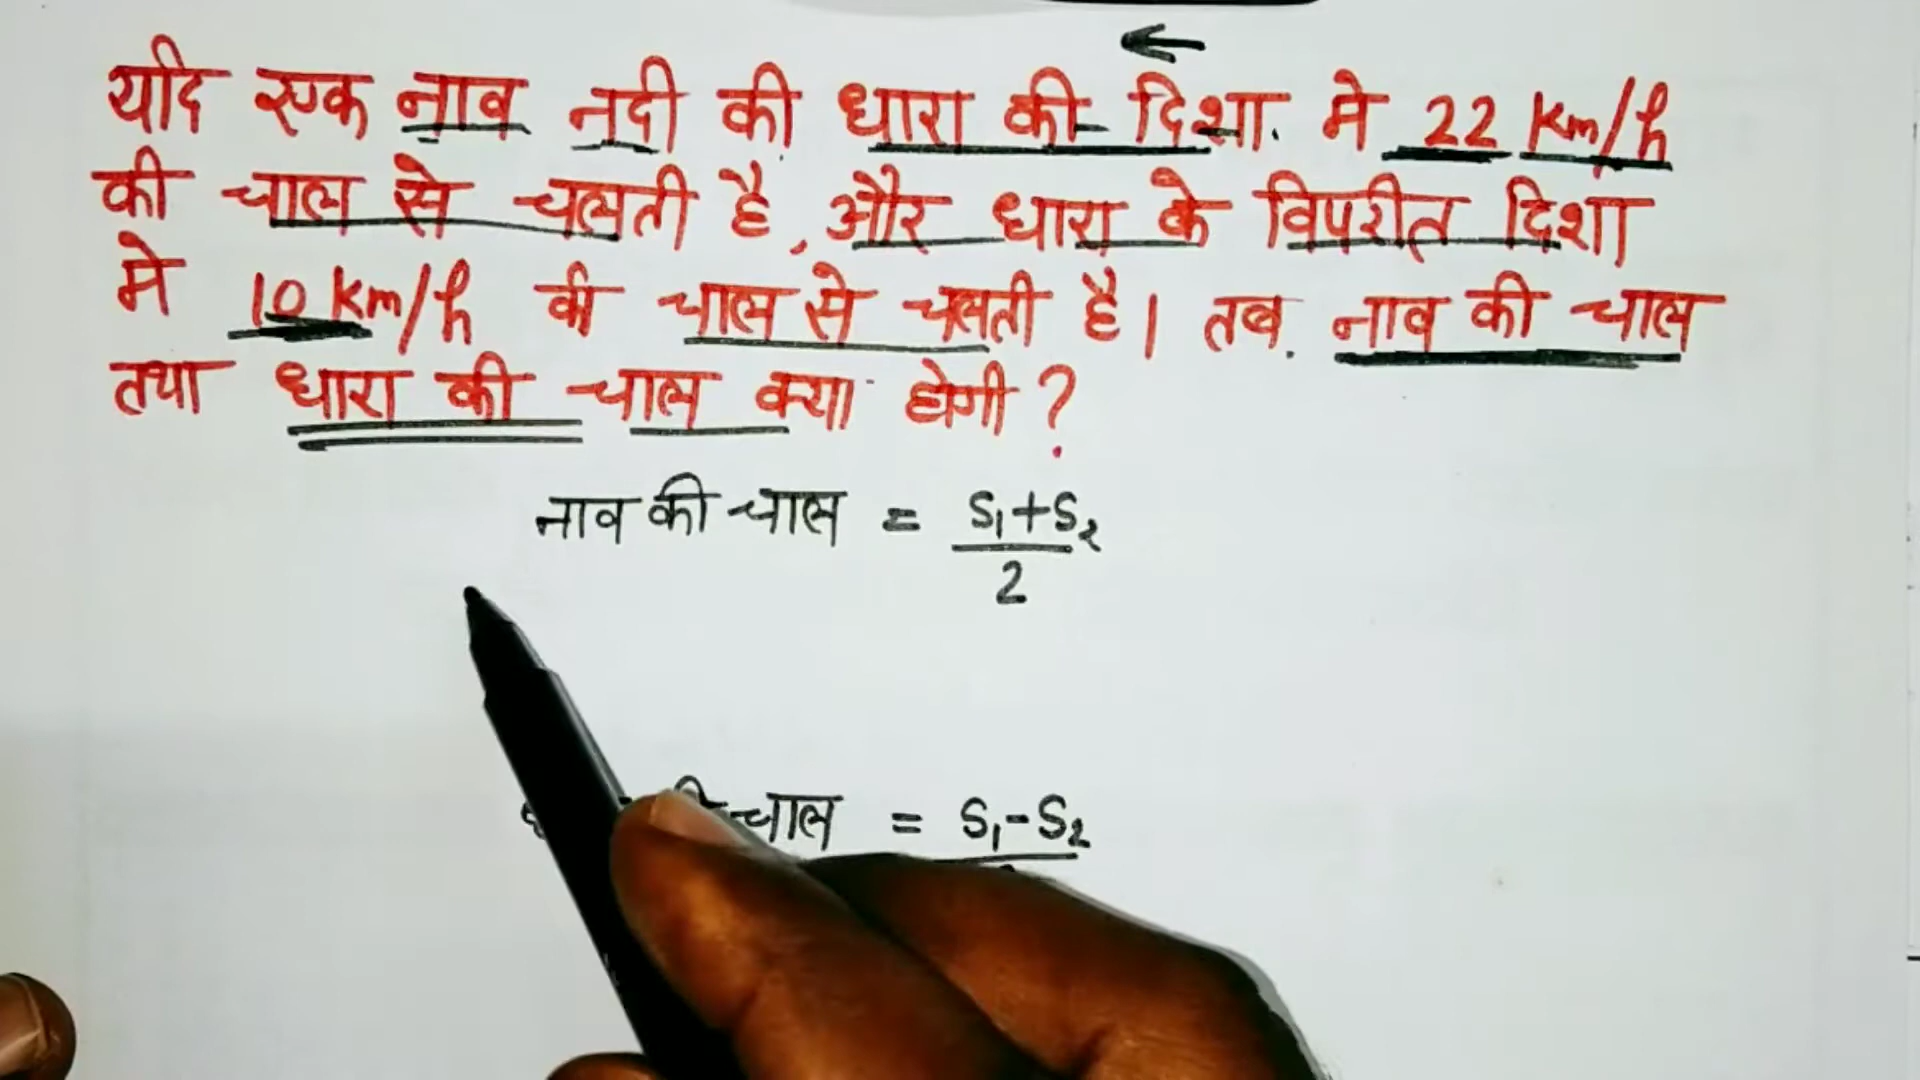 यदि एक नाव नदी की धारा की दिशा मे 22 Km/h
की चाल से चलती है, और धारा के विपरीत दिशा
मे 10 Km/h की चाल से चलती है। तब नाव की चाल
तथा धारा की चाल क्या होगी?
नाव की चाल = S₁+S₂
2
चाल = S₁-S₂